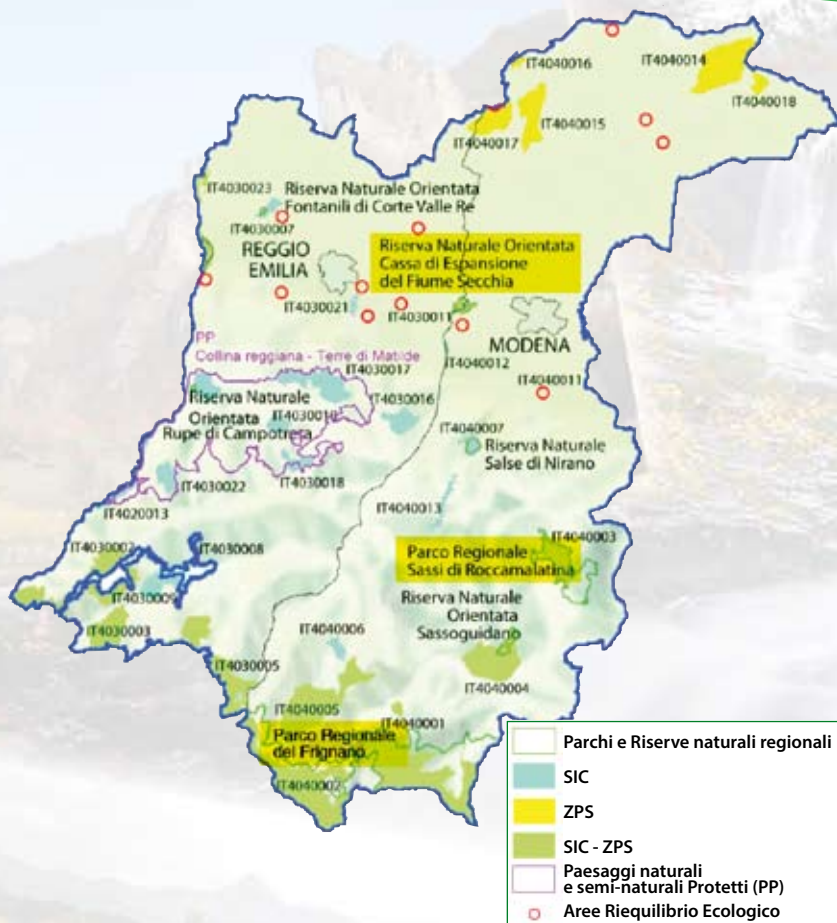 IT4040016
IT4040014
IT4040018
IT4040015
IT4040017
IT4030023
Riserva Naturale Orientata
Fontanili di Corte Valle Re
IT4030007
REGGIO
EMILIA
Riserva Naturale Orientata
Cassa di Espansione
del Fiume Secchia
IT4030021
IT4030011
MODENA
PP
Collina reggiana - Terre di Matilde
IT4040012
IT4030017
IT4040011
Riserva Naturale
Orientata
Rupe di Campotrera
IT4030016
IT4030010
IT4040007
Riserva Naturale
Salse di Nirano
IT4030022
IT4030018
IT4020013
IT4040013
IT4030002
IT4030008
IT4040003
Parco Regionale
Sassi di Roccamalatina
IT4030009
Riserva Naturale
Orientata
Sassoguidano
IT4030003
IT4040006
IT4030005
IT4040004
IT4040005
IT4040001
Parco Regionale
del Frignano
IT4040002
Parchi e Riserve naturali regionali
SIC
ZPS
SIC - ZPS
Paesaggi naturali
e semi-naturali Protetti (PP)
Aree Riequilibrio Ecologico